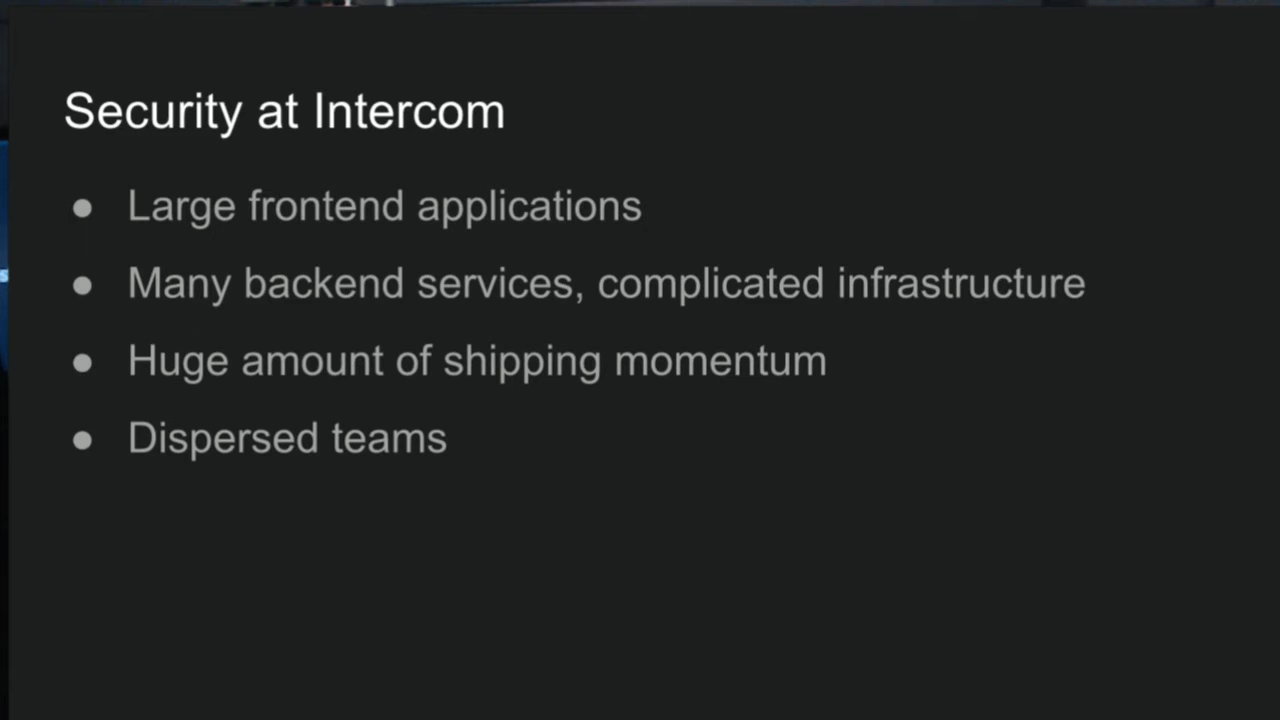 Security at Intercom
● Large frontend applications
● Many backend services, complicated infrastructure
● Huge amount of shipping momentum
● Dispersed teams